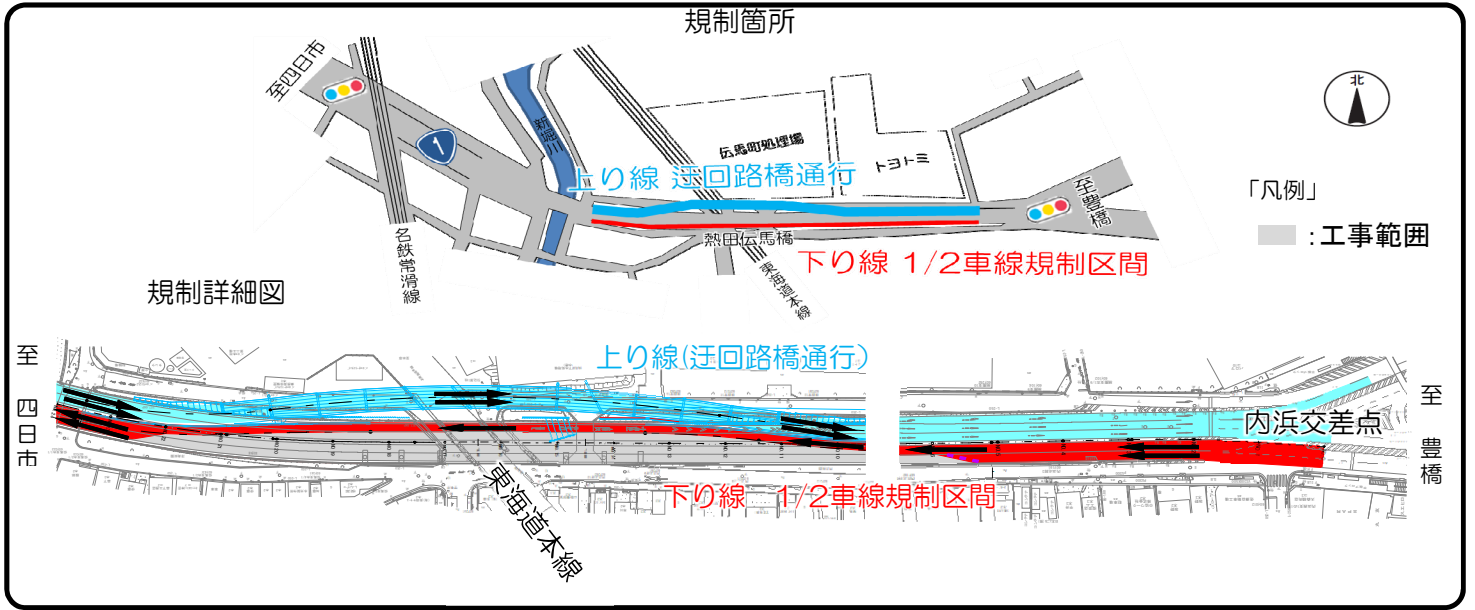 規制箇所
至四日市
北
1
新堀川
伝馬町処理場
トヨトミ
上り線 迂回路橋通行
至豊橋
「凡例」
:工事範囲
熱田伝馬橋
下り線 1/2車線規制区間
名鉄常滑線
東海道本線
規制詳細図
上り線(迂回路橋通行)
至 四日市
至 豊橋
内浜交差点
下り線 1/2車線規制区間
東海道本線